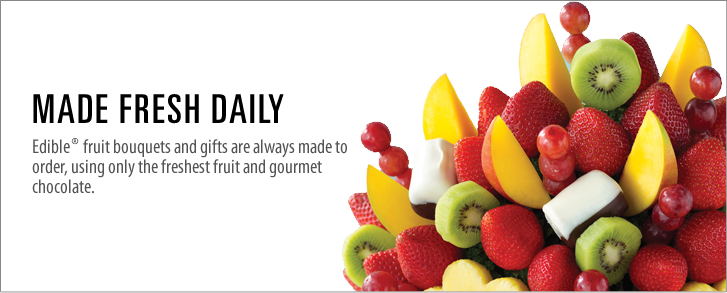 MADE FRESH DAILY
Edible® fruit bouquets and gifts are always made to
order, using only the freshest fruit and gourmet
chocolate.